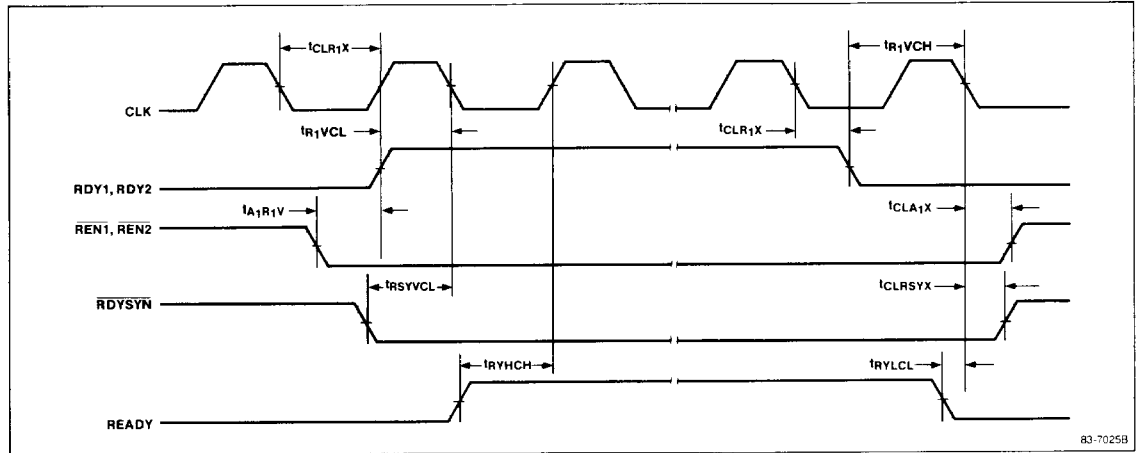 tCLR1X
tR1VCH
CLK
tR1VCL
tCLR1X
RDY1, RDY2
tA1R1V
tCLA1X
REN1, REN2
tRSYVCL
tCLRSYX
RDYSYN
tRYHCH
tRYLCL
READY
83-7025B